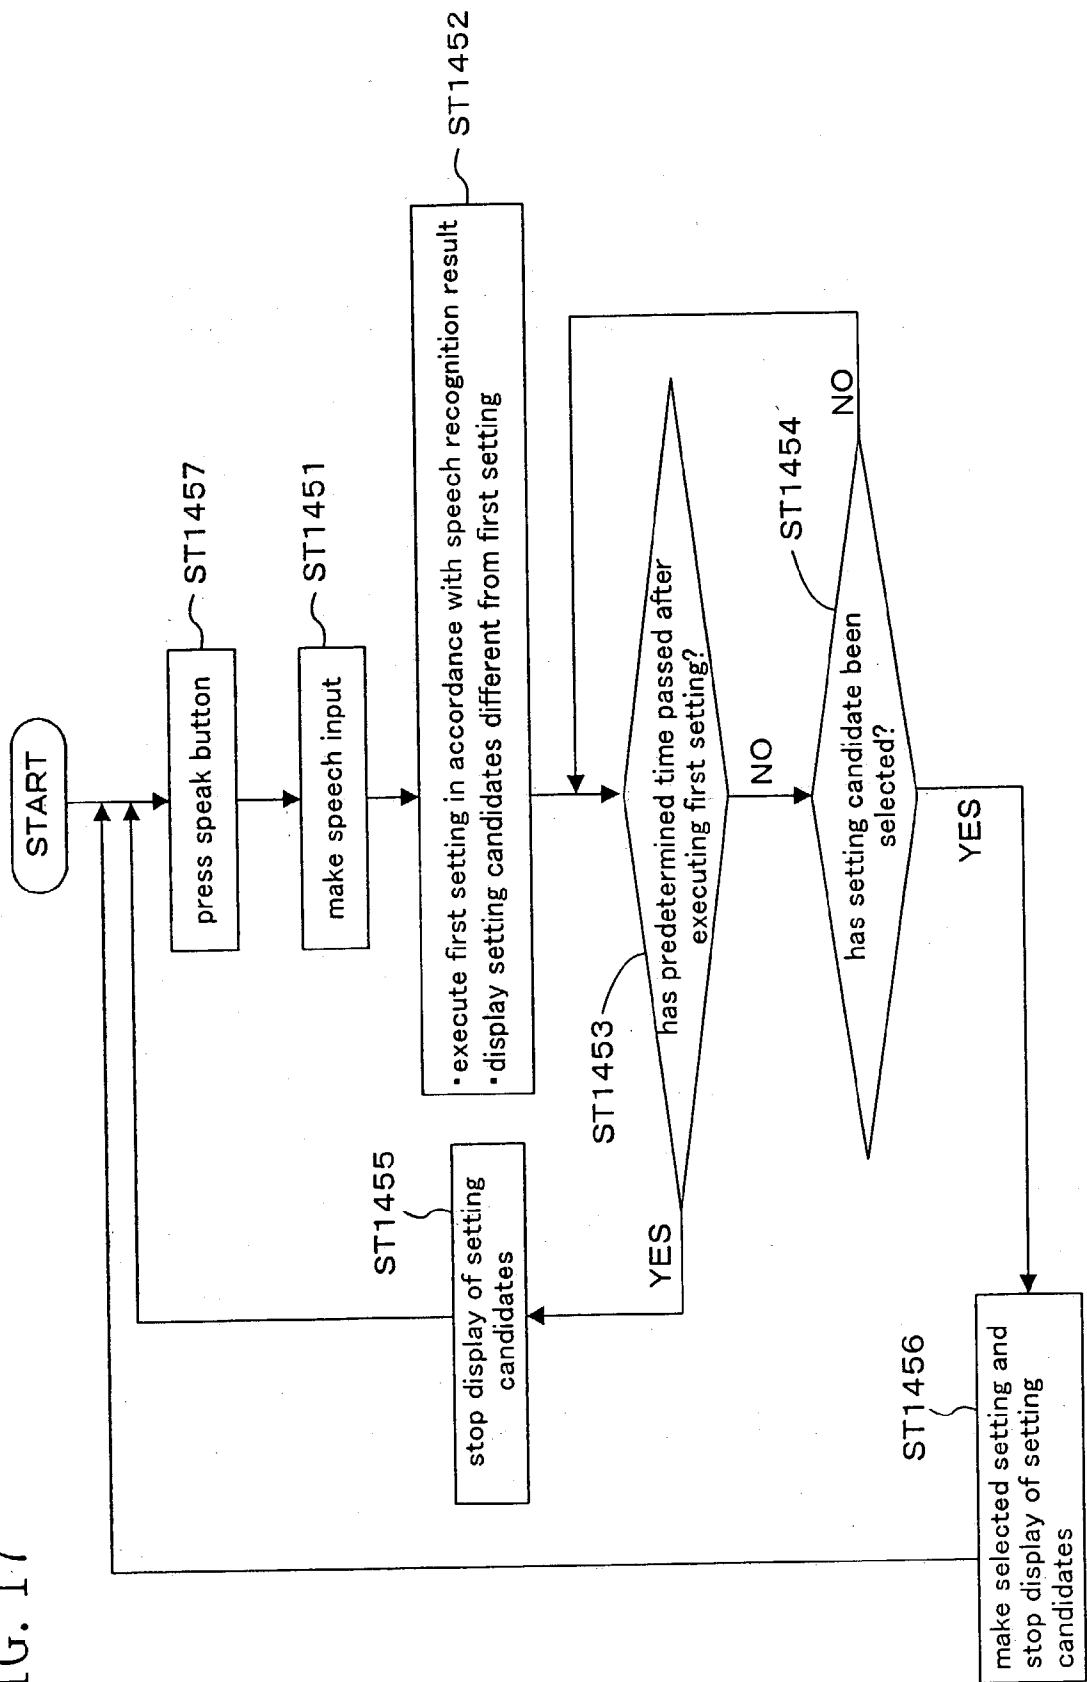 IG. 17
START
press speak button
ST1457
make speech input
ST1451
•execute first setting in accordance with speech recognition result
•display setting candidates different from first setting
ST1452
has predetermined time passed after
executing first setting?
ST1453
YES
NO
stop display of setting
candidates
ST1455
has setting candidate been
selected?
ST1454
NO
YES
make selected setting and
stop display of setting
candidates
ST1456